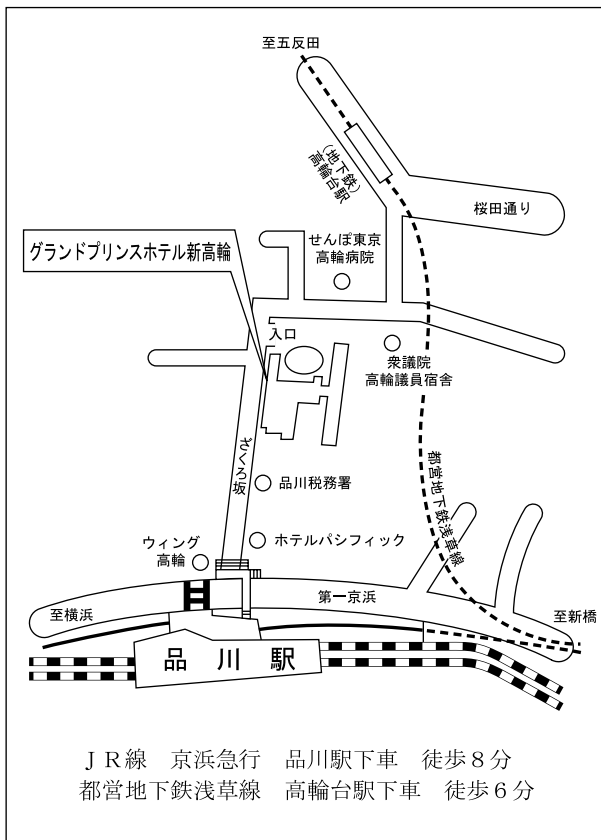 至五反田
(地下鉄)
高輪台駅
桜田通り
せんぽ東京
高輪病院
グランドプリンスホテル新高輪
入口
衆議院
高輪議員宿舎
ざくろ坂
都営地下鉄浅草線
品川税務署
ウィング
高輪
ホテルパシフィック
第一京浜
至横浜
至新橋
品川駅
JR線 京浜急行 品川駅下車 徒歩8分
都営地下鉄浅草線 高輪台駅下車 徒歩6分